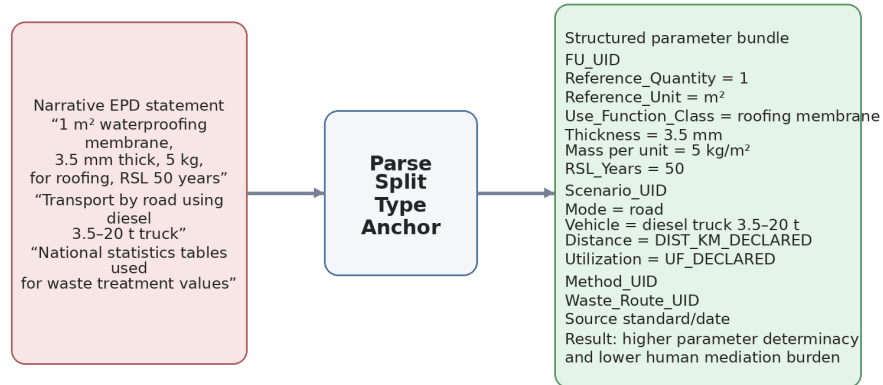 Narrative EPD statement
“1 m² waterproofing
membrane,
3.5 mm thick, 5 kg,
for roofing, RSL 50 years”
“Transport by road using
diesel
3.5–20 t truck”
“National statistics tables
used
for waste treatment values”
Parse
Split
Type
Anchor
Structured parameter bundle
FU_UID
Reference_Quantity = 1
Reference_Unit = m²
Use_Function_Class = roofing membrane
Thickness = 3.5 mm
Mass per unit = 5 kg/m²
RSL_Years = 50
Scenario_UID
Mode = road
Vehicle = diesel truck 3.5–20 t
Distance = DIST_KM_DECLARED
Utilization = UF_DECLARED
Method_UID
Waste_Route_UID
Source standard/date
Result: higher parameter determinacy
and lower human mediation burden